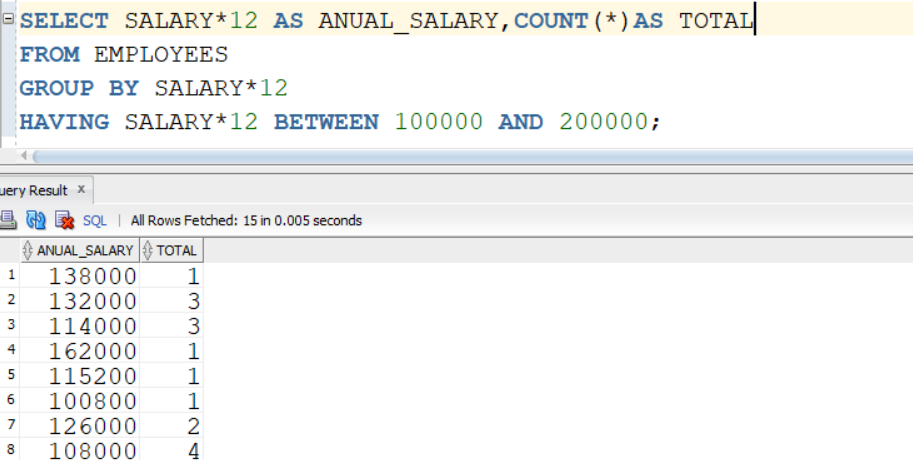 SELECT SALARY*12 AS ANUAL_SALARY,COUNT(*)AS TOTAL
FROM EMPLOYEES
GROUP BY SALARY*12
HAVING SALARY*12 BETWEEN 100000 AND 200000;
uery Result x
SQL | All Rows Fetched: 15 in 0.005 seconds
ANUAL_SALARY TOTAL
1 138000 1
2 132000 3
3 114000 3
4 162000 1
5 115200 1
6 100800 1
7 126000 2
8 108000 4